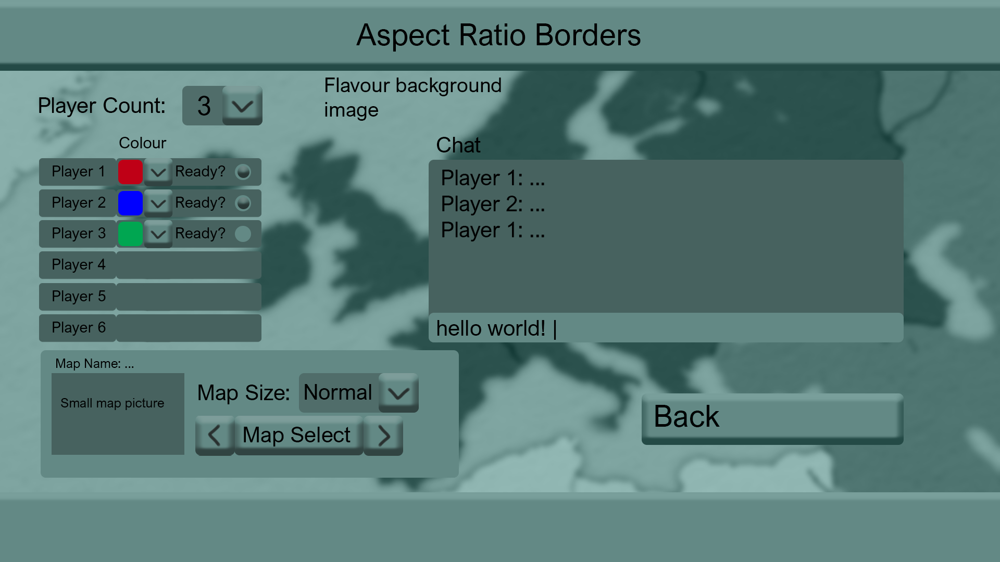 Aspect Ratio Borders
Player Count: 3
Flavour background
image
Colour
Player 1 Ready?
Player 2 Ready?
Player 3 Ready?
Player 4
Player 5
Player 6
Chat
Player 1: ...
Player 2: ...
Player 1: ...
hello world! |
Map Name: ...
Small map picture
Map Size: Normal
< Map Select >
Back